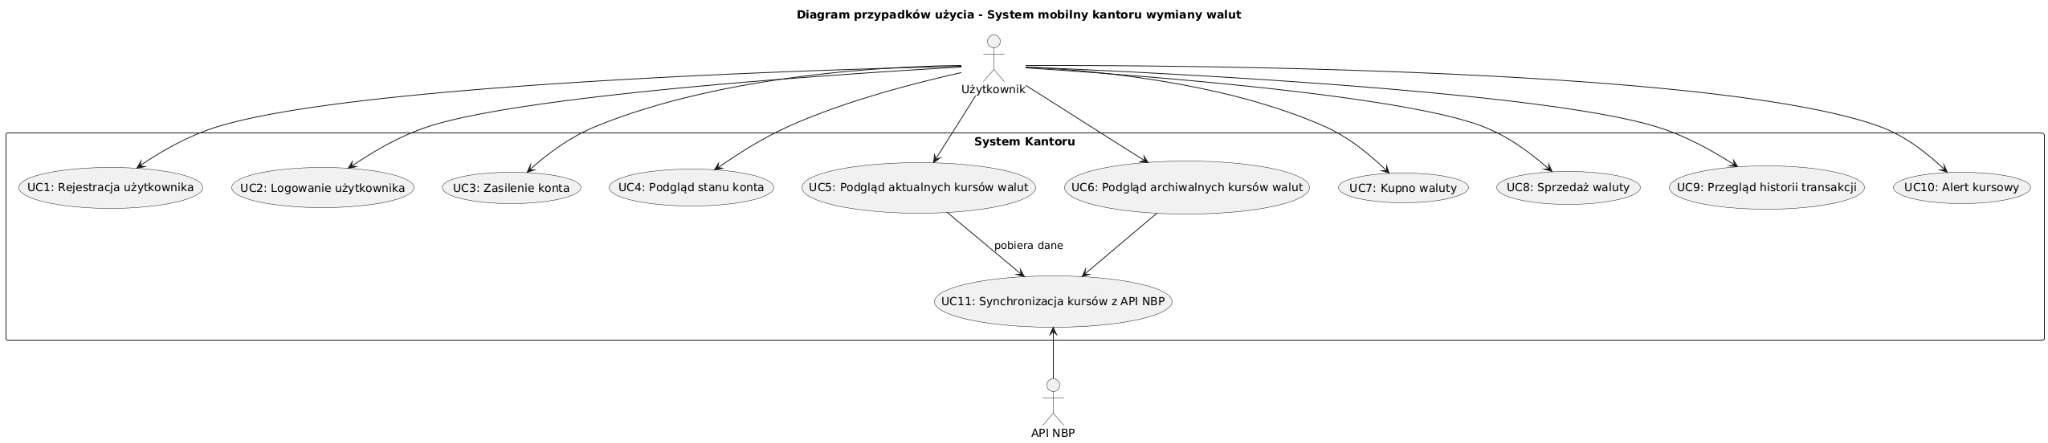 Diagram przypadków użycia - System mobilny kantoru wymiany walut
Użytkownik
System Kantoru
UC1: Rejestracja użytkownika
UC2: Logowanie użytkownika
UC3: Zasilenie konta
UC4: Podgląd stanu konta
UC5: Podgląd aktualnych kursów walut
UC6: Podgląd archiwalnych kursów walut
UC7: Kupno waluty
UC8: Sprzedaż waluty
UC9: Przegląd historii transakcji
UC10: Alert kursowy
pobiera dane
UC11: Synchronizacja kursów z API NBP
API NBP